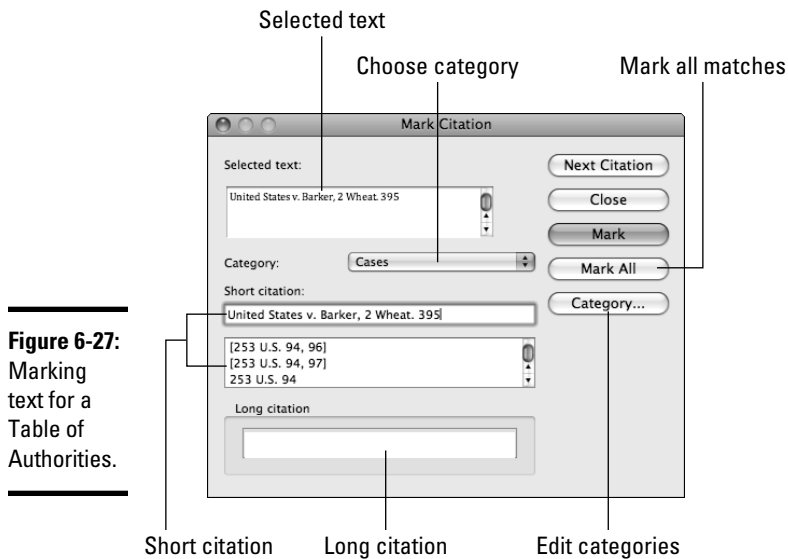 Selected text
Choose category
Mark all matches
Mark Citation
Selected text:
United States v. Barker, 2 Wheat. 395
Next Citation
Close
Mark
Category:
Cases
Mark All
Short citation:
Category...
United States v. Barker, 2 Wheat. 395
[253 U.S. 94, 96]
[253 U.S. 94, 97]
253 U.S. 94
Long citation
Figure 6-27:
Marking
text for a
Table of
Authorities.
Short citation
Long citation
Edit categories